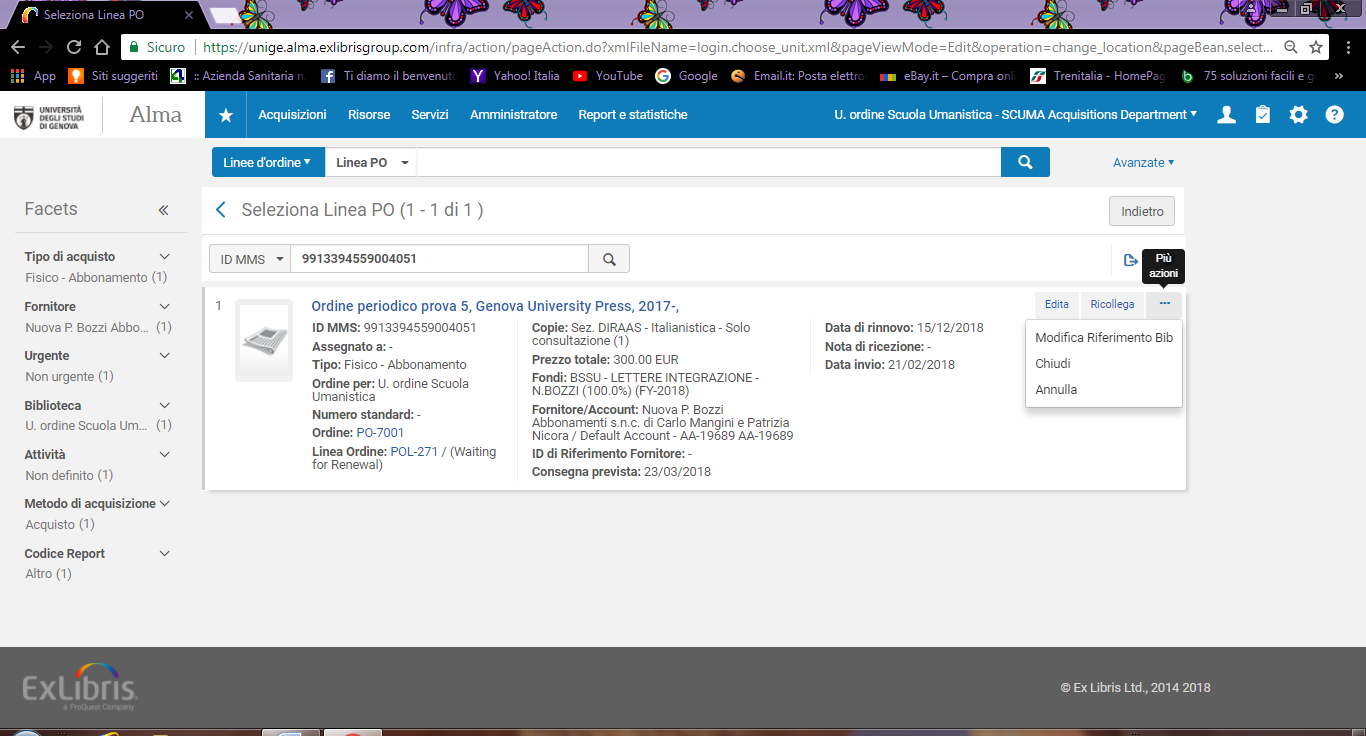 Seleziona Linea PO
Sicuro https://unige.alma.exlibrisgroup.com/infra/action/pageAction.do?xmlFileName=login.choose_unit.xml&pageViewMode=Edit&operation=change_location&pageBean.select...
App Siti suggeriti :: Azienda Sanitaria n. Ti diamo il benvenuto Yahoo! Italia YouTube Google Email.it: Posta elettro eBay.it – Compra onli Trenitalia - HomePag 75 soluzioni facili e g »
UNIVERSITÀ
DEGLI STUDI
DI GENOVA
Alma
Acquisizioni Risorse Servizi Amministratore Report e statistiche U. ordine Scuola Umanistica - SCUMA Acquisitions Department
Linee d'ordine Linea PO Avanzate
Facets «
Seleziona Linea PO (1 - 1 di 1 ) Indietro
ID MMS 9913394559004051
Più
azioni
Tipo di acquisto
Fisico - Abbonamento (1)
Fornitore
Nuova P. Bozzi Abbo... (1)
Urgente
Non urgente (1)
Biblioteca
U. ordine Scuola Um... (1)
Attività
Non definito (1)
Metodo di acquisizione
Acquisto (1)
Codice Report
Altro (1)
1 Ordine periodico prova 5, Genova University Press, 2017-,
ID MMS: 9913394559004051
Assegnato a: -
Tipo: Fisico - Abbonamento
Ordine per: U. ordine Scuola
Umanistica
Numero standard: -
Ordine: PO-7001
Linea Ordine: POL-271 / (Waiting
for Renewal)
Copie: Sez. DIRAAS - Italianistica - Solo
consultazione (1)
Prezzo totale: 300.00 EUR
Fondi: BSSU - LETTERE INTEGRAZIONE -
N.BOZZI (100.0%) (FY-2018)
Fornitore/Account: Nuova P. Bozzi
Abbonamenti s.n.c. di Carlo Mangini e Patrizia
Nicora / Default Account - AA-19689 AA-19689
ID di Riferimento Fornitore: -
Consegna prevista: 23/03/2018
Data di rinnovo: 15/12/2018
Nota di ricezione: -
Data invio: 21/02/2018
Edita Ricollega ...
Modifica Riferimento Bib
Chiudi
Annulla
ExLibris
a ProQuest Company
© Ex Libris Ltd., 2014 2018